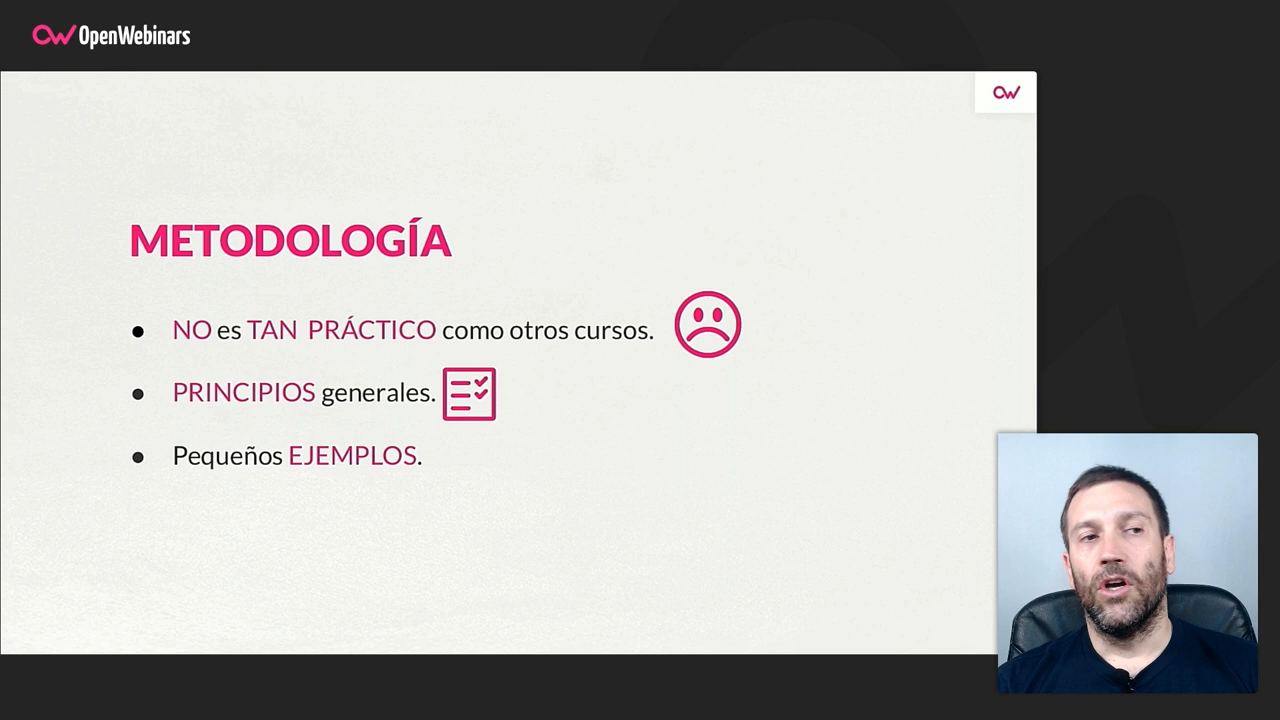 OpenWebinars
METODOLOGÍA
● NO es TAN PRÁCTICO como otros cursos.
● PRINCIPIOS generales.
● Pequeños EJEMPLOS.